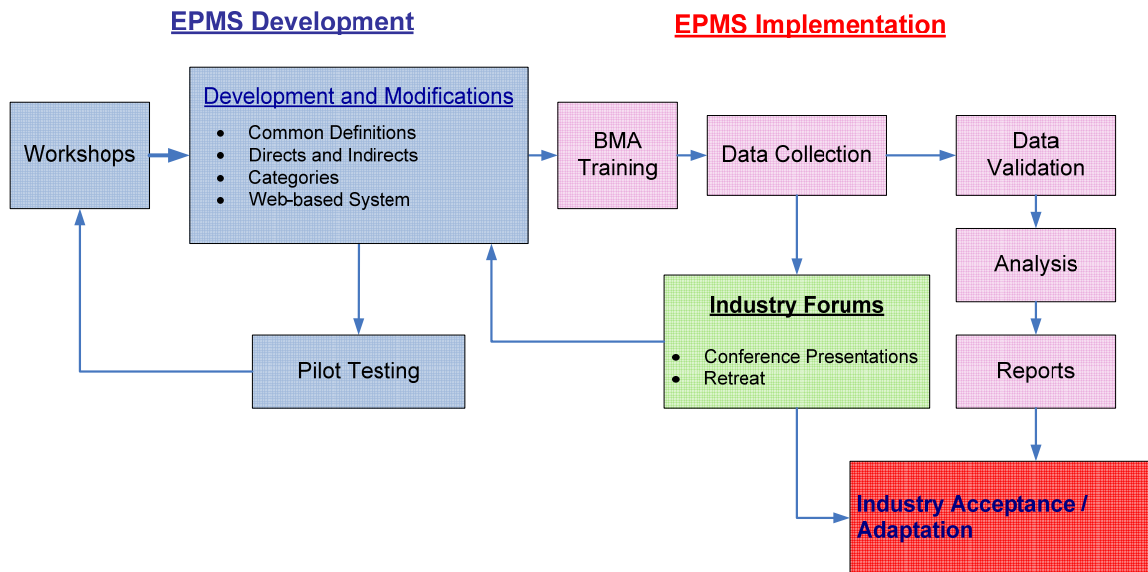 EPMS Development
EPMS Implementation
Workshops
Development and Modifications
• Common Definitions
• Directs and Indirects
• Categories
• Web-based System
BMA
Training
Data Collection
Data
Validation
Analysis
Industry Forums
• Conference Presentations
• Retreat
Pilot Testing
Reports
Industry Acceptance /
Adaptation